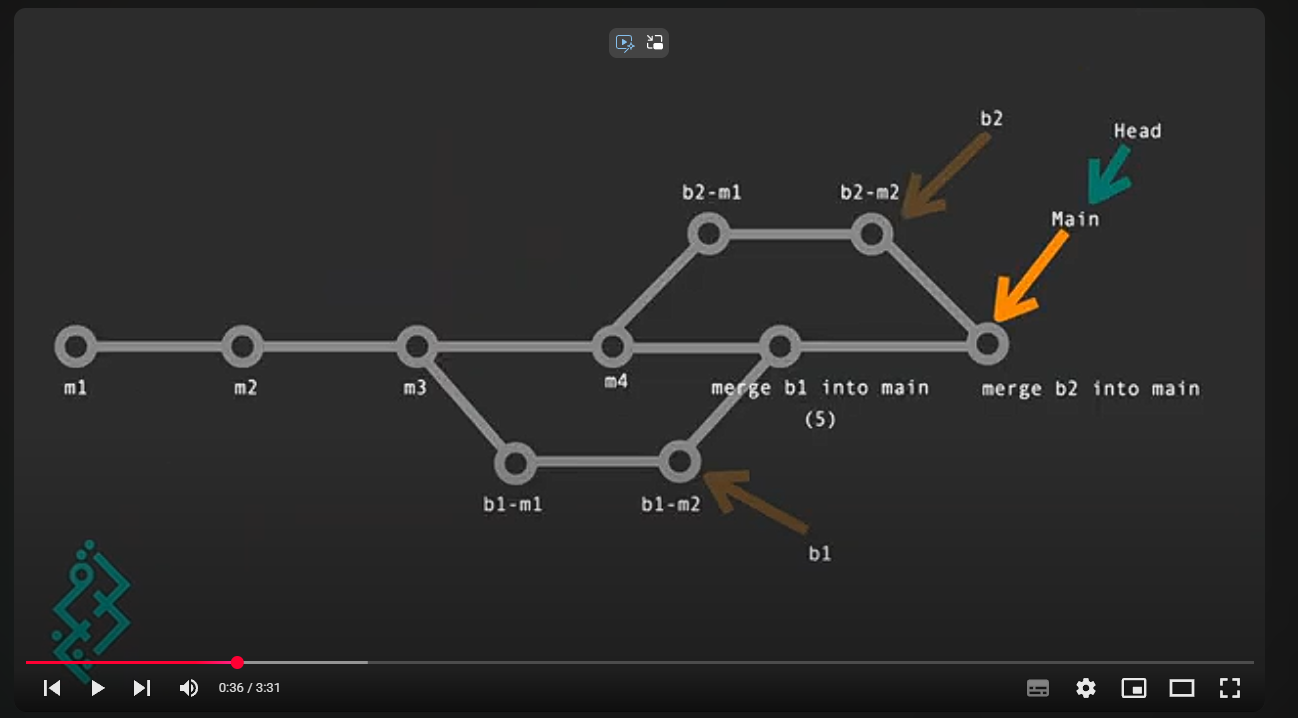 b2
Head
b2-m1
b2-m2
Main
m1
m2
m3
m4
merge b1 into main
(5)
merge b2 into main
b1-m1
b1-m2
b1
0:36 / 3:31